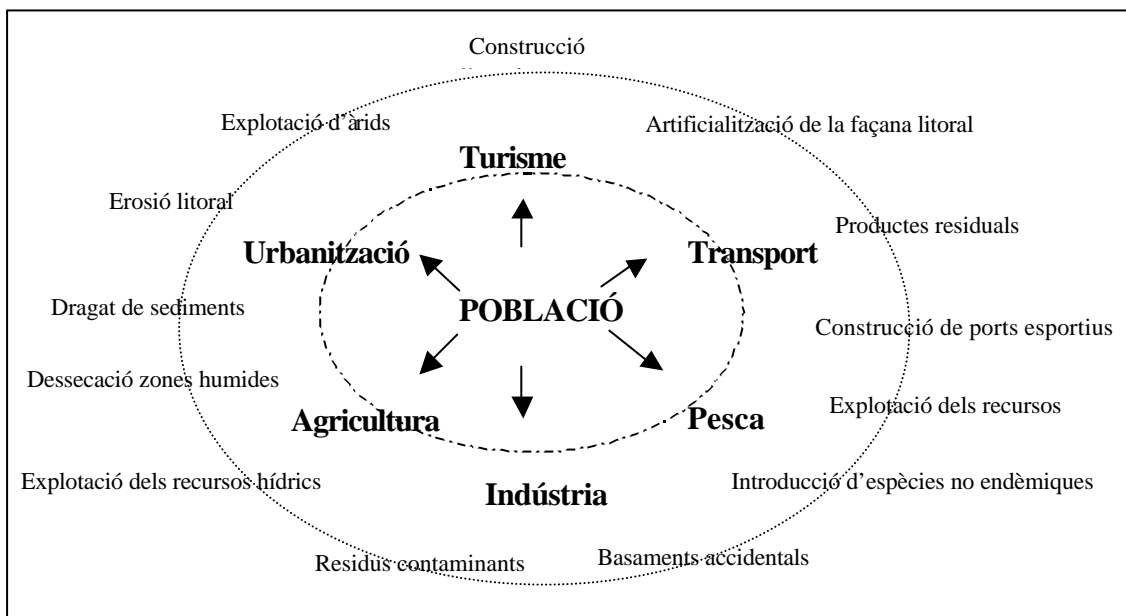 Construcció
Explotació d'àrids
Artificialització de la façana litoral
Turisme
Erosió litoral
Productes residuals
Urbanització
Transport
Dragat de sediments
POBLACIÓ
Construcció de ports esportius
Dessecació zones humides
Explotació dels recursos
Agricultura
Pesca
Explotació dels recursos hídrics
Introducció d'espècies no endèmiques
Indústria
Residus contaminants
Basaments accidentals